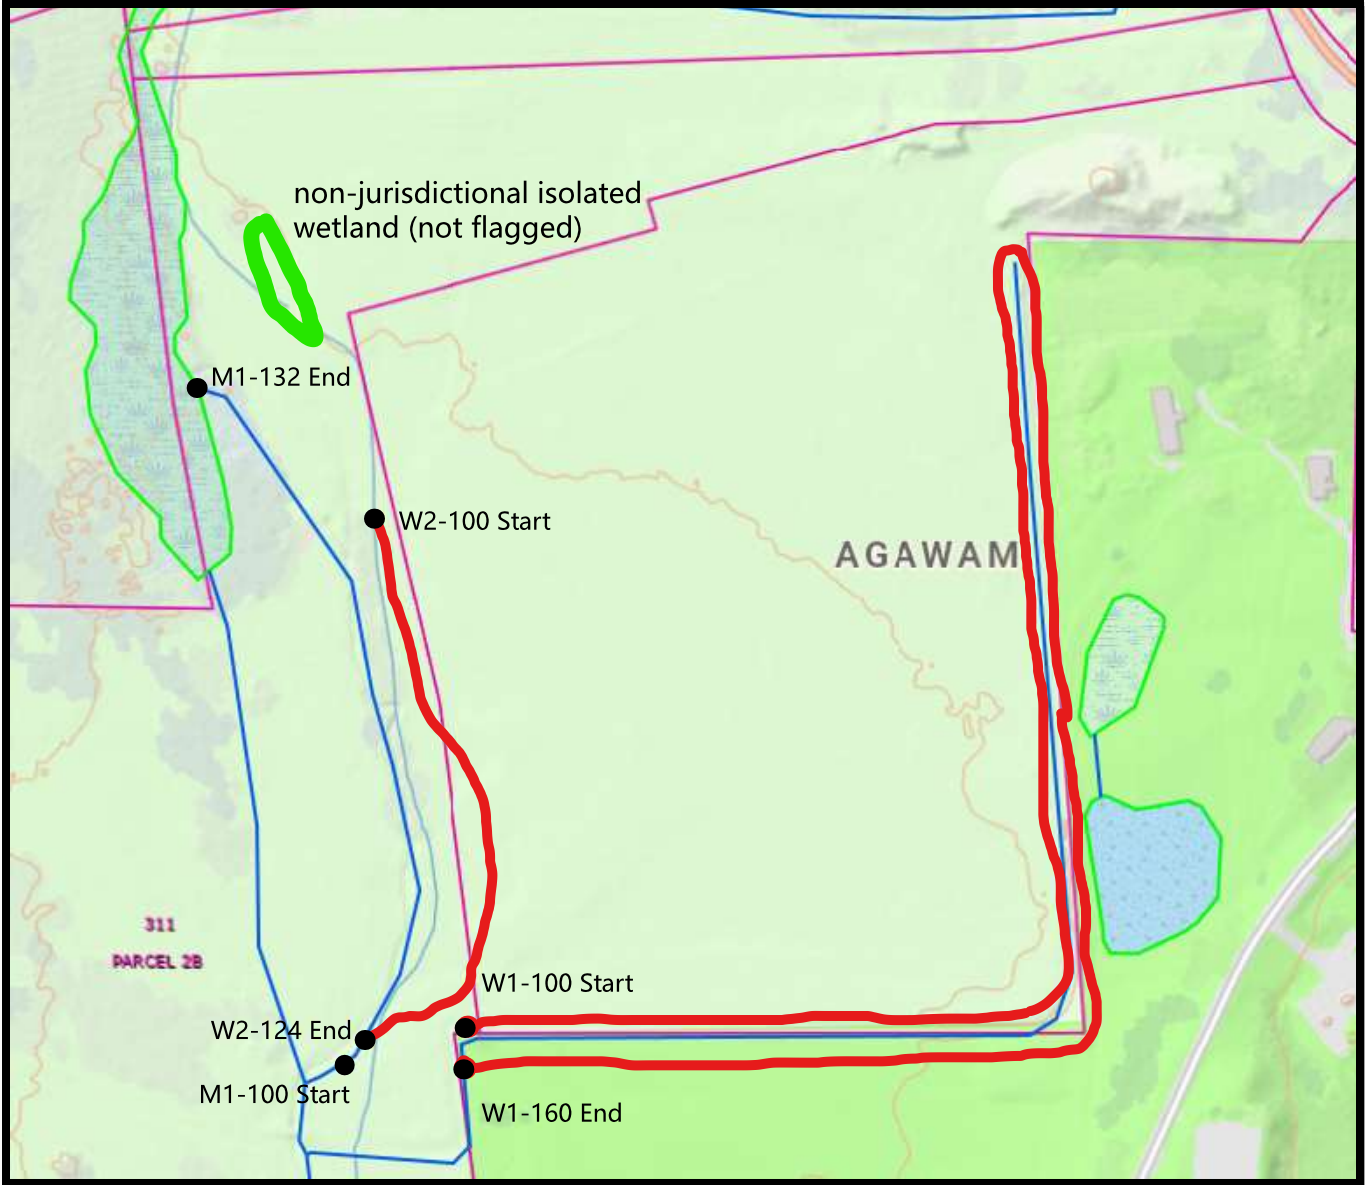 non-jurisdictional isolated
wetland (not flagged)
M1-132 End
W2-100 Start
AGAWAM
311
PARCEL 2B
W1-100 Start
W2-124 End
M1-100 Start
W1-160 End